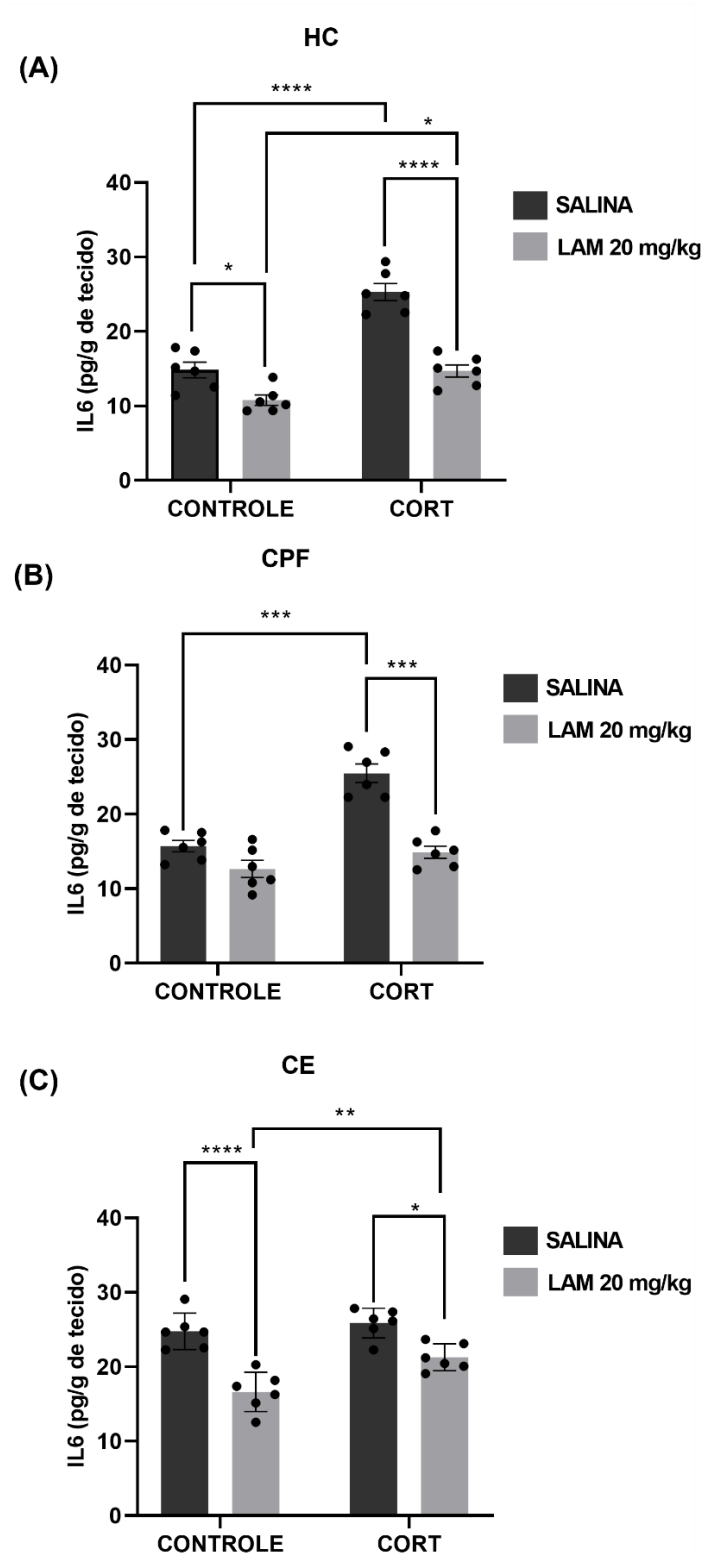 HC
(A)
****
*
****
*
40
30
20
10
0
IL6 (pg/g de tecido)
CONTROLE
CORT
SALINA
LAM 20 mg/kg
CPF
(B)
***
***
40
30
20
10
0
IL6 (pg/g de tecido)
CONTROLE
CORT
SALINA
LAM 20 mg/kg
CE
(C)
**
****
*
40
30
20
10
0
IL6 (pg/g de tecido)
CONTROLE
CORT
SALINA
LAM 20 mg/kg